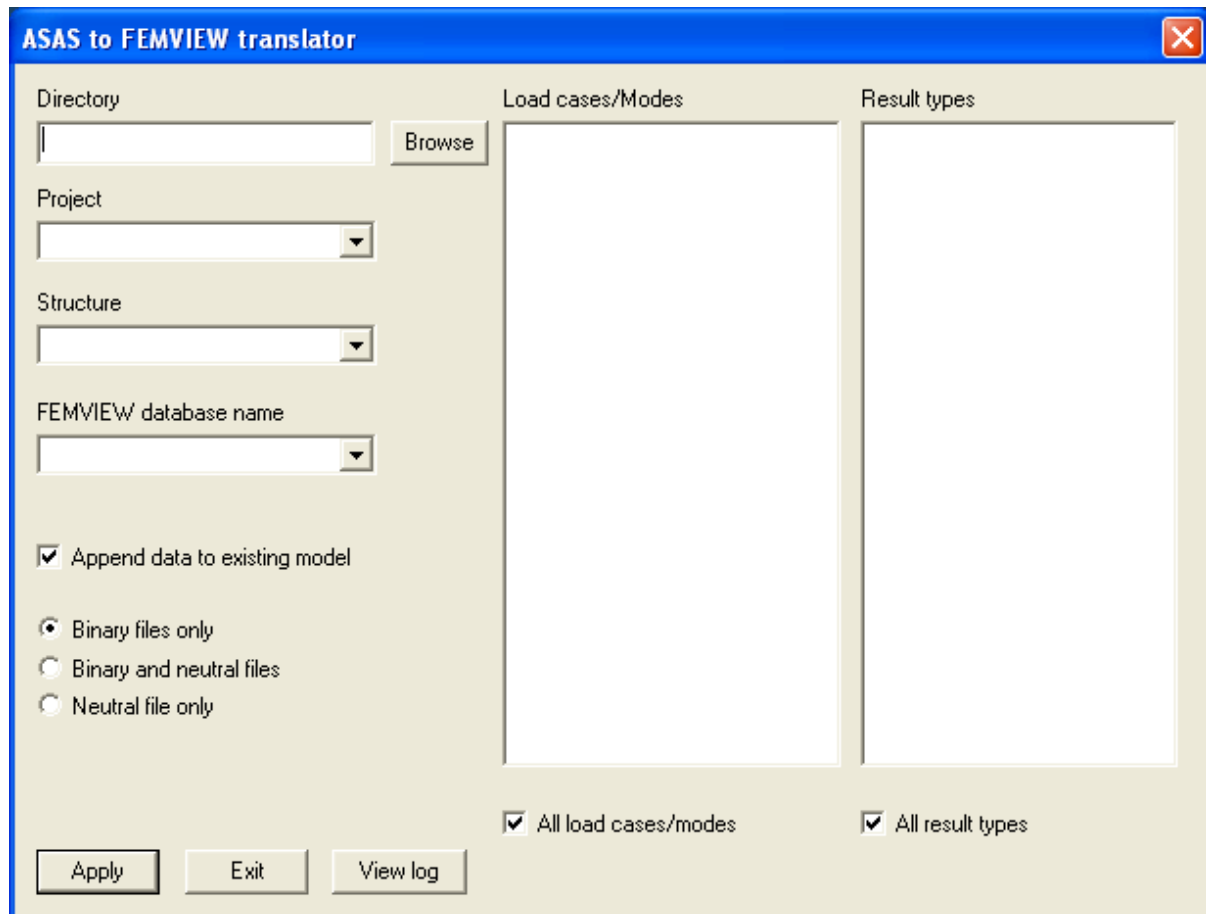 ASAS to FEMVIEW translator
Directory
Browse
Project
Structure
FEMVIEW database name
Append data to existing model
Binary files only
Binary and neutral files
Neutral file only
Load cases/Modes
All load cases/modes
Result types
All result types
Apply
Exit
View log